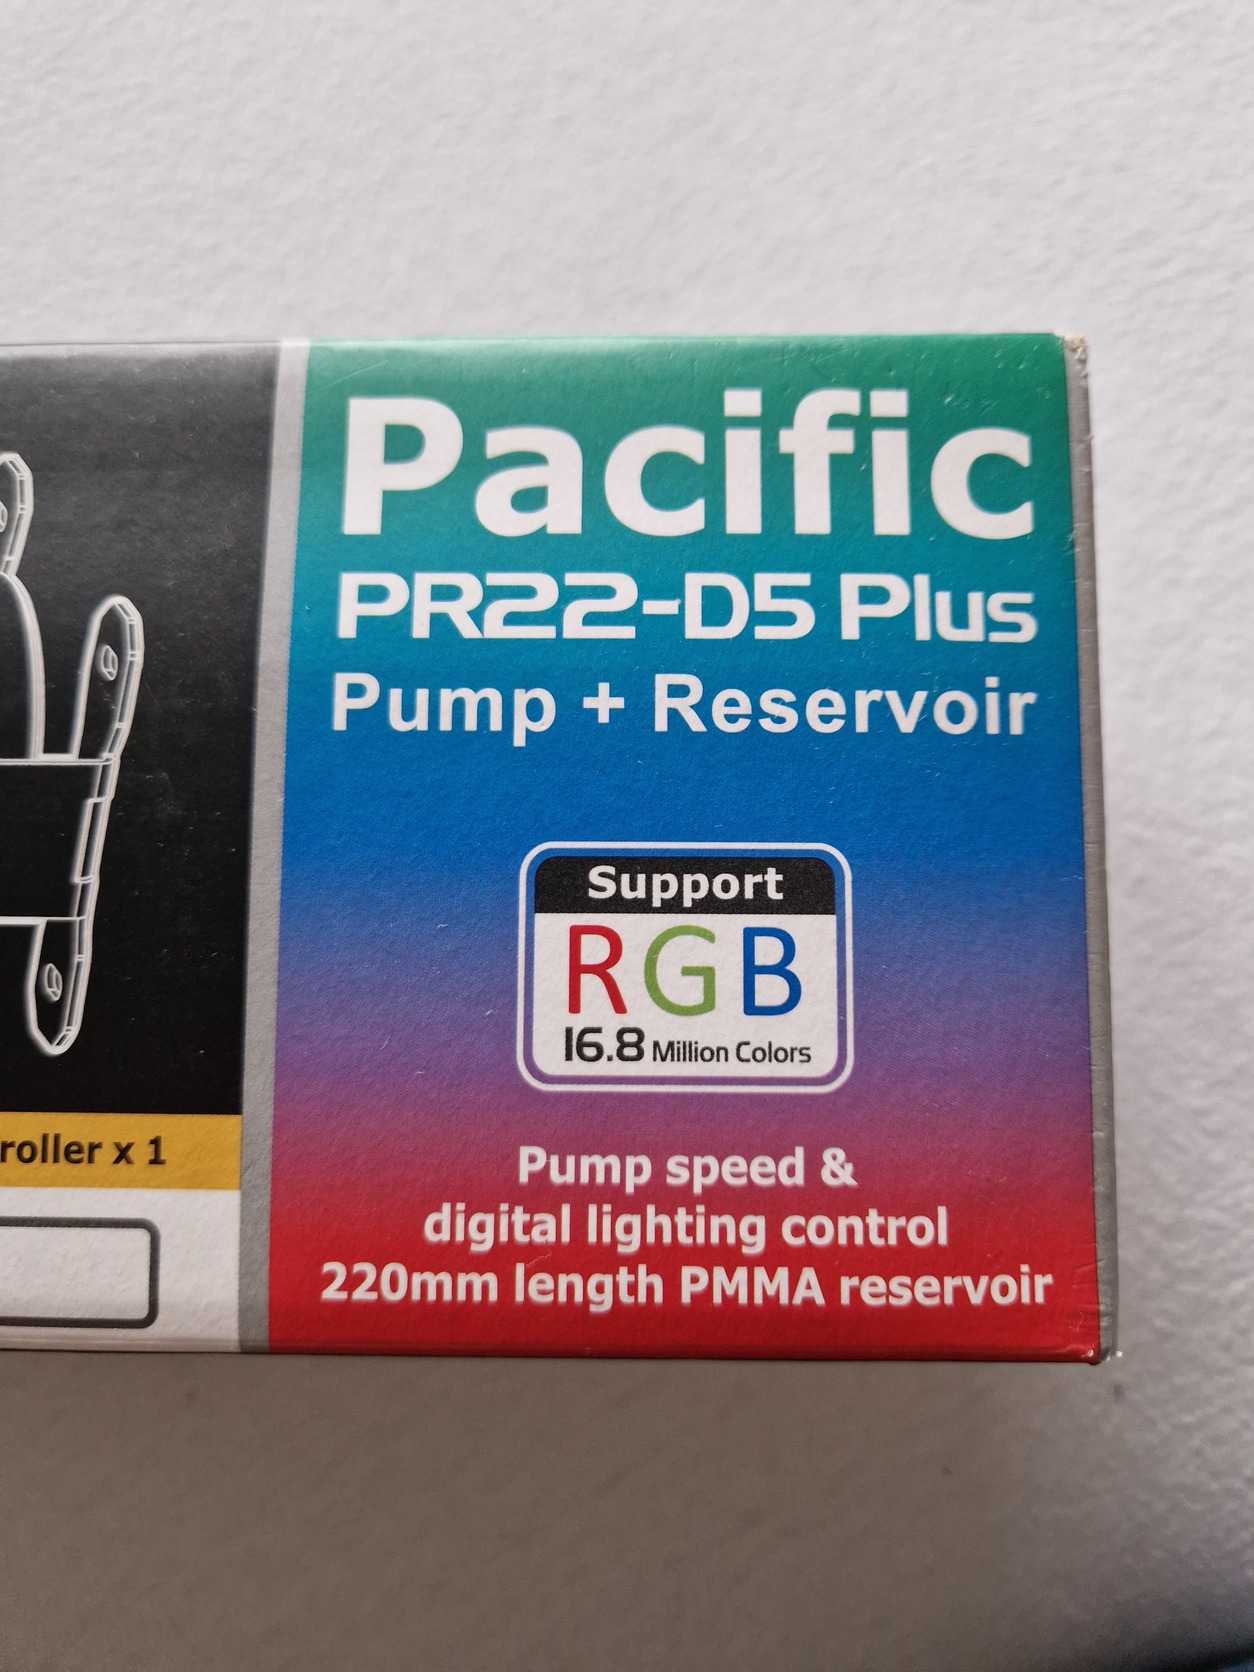 Pacific
PR22-D5 Plus
Pump + Reservoir
Support
RGB
16.8 Million Colors
Pump speed &
digital lighting control
220mm length PMMA reservoir
roller x 1